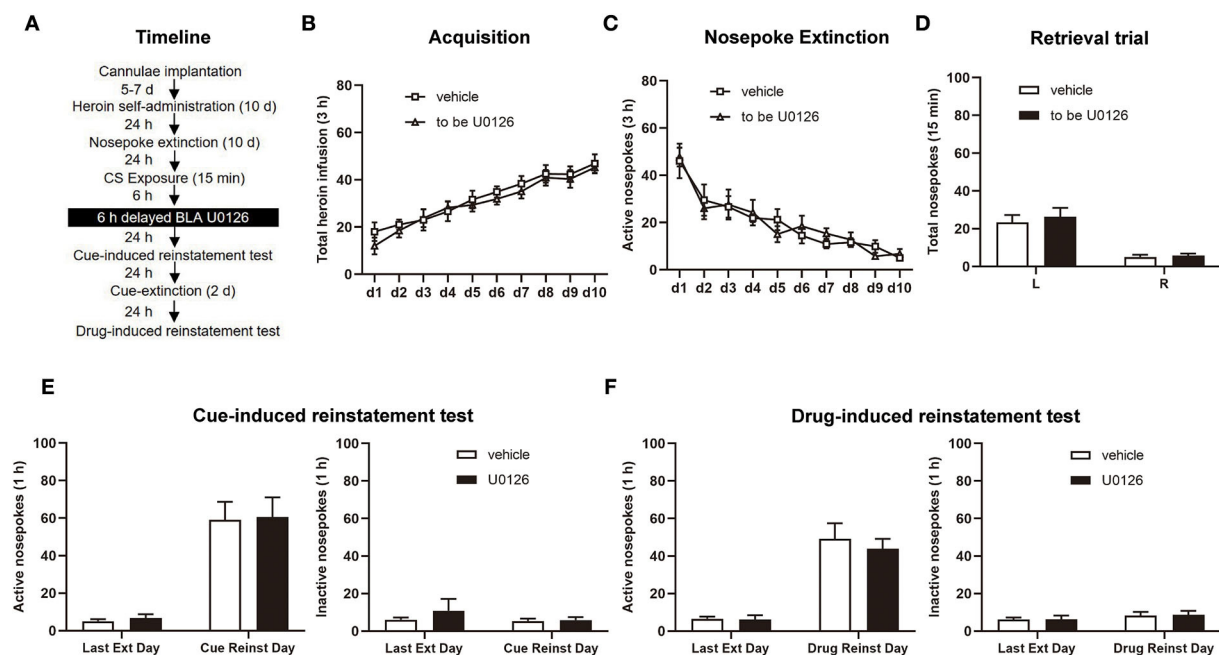 A
Timeline
Cannulae implantation
5-7 d
Heroin self-administration (10 d)
24 h
Nosepoke extinction (10 d)
24 h
CS Exposure (15 min)
6 h
6 h delayed BLA U0126
24 h
Cue-induced reinstatement test
24 h
Cue-extinction (2 d)
24 h
Drug-induced reinstatement test
B
Acquisition
Total heroin infusion (3 h)
80
60
40
20
0
vehicle
to be U0126
d1 d2 d3 d4 d5 d6 d7 d8 d9 d10
C
Nosepoke Extinction
Active nosepokes (3 h)
80
60
40
20
0
vehicle
to be U0126
d1 d2 d3 d4 d5 d6 d7 d8 d9 d10
D
Retrieval trial
Total nosepokes (15 min)
100
80
60
40
20
0
vehicle
to be U0126
L R
E
Cue-induced reinstatement test
Active nosepokes (1 h)
100
80
60
40
20
0
Last Ext Day Cue Reinst Day
Inactive nosepokes (1 h)
100
80
60
40
20
0
vehicle
U0126
Last Ext Day Cue Reinst Day
F
Drug-induced reinstatement test
Active nosepokes (1 h)
100
80
60
40
20
0
Last Ext Day Drug Reinst Day
Inactive nosepokes (1 h)
100
80
60
40
20
0
vehicle
U0126
Last Ext Day Drug Reinst Day